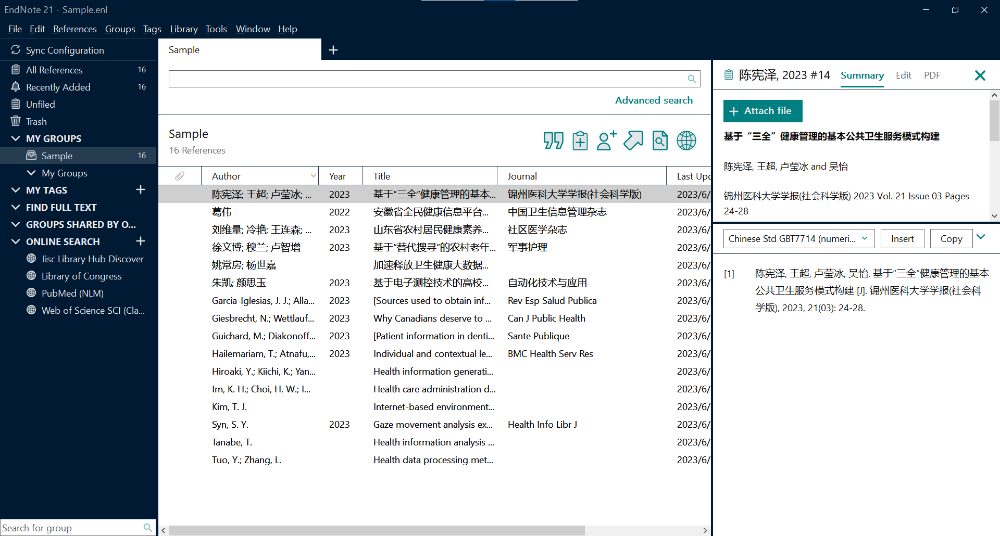 EndNote 21 - Sample.enl
File Edit References Groups Tags Library Tools Window Help
Sync Configuration
All References 16
Recently Added 16
Unfiled
Trash
MY GROUPS
Sample 16
My Groups
MY TAGS
FIND FULL TEXT
GROUPS SHARED BY O...
ONLINE SEARCH
Jisc Library Hub Discover
Library of Congress
PubMed (NLM)
Web of Science SCI (Cla...
Search for group
Sample
Advanced search
Sample
16 References
Author Year Title Journal Last Upd
陈宪泽; 王超; 卢莹冰; ... 2023 基于“三全”健康管理的基本... 锦州医科大学学报(社会科学版) 2023/6/
葛伟 2022 安徽省全民健康信息平台... 中国卫生信息管理杂志 2023/6/
刘维量; 冷艳; 王连森; ... 2023 山东省农村居民健康素养... 社区医学杂志 2023/6/
徐文博; 穆兰; 卢智增 2023 基于“替代搜寻”的农村老年... 军事护理 2023/6/
姚常房; 杨世嘉 加速释放卫生健康大数据... 2023/6/
朱凯; 颜思玉 2023 基于电子测控技术的高校... 自动化技术与应用 2023/6/
Garcia-Iglesias, J. J.; Alla... 2023 [Sources used to obtain inf... Rev Esp Salud Publica 2023/6/
Giesbrecht, N.; Wettlauf... 2023 Why Canadians deserve to ... Can J Public Health 2023/6/
Guichard, M.; Diakonoff... 2023 [Patient information in denti... Sante Publique 2023/6/
Hailemariam, T.; Atnafu,... 2023 Individual and contextual le... BMC Health Serv Res 2023/6/
Hiroaki, Y.; Kiichi, K.; Yan... Health information generati... 2023/6/
Im, K. H.; Choi, H. W.; I... Health care administration d... 2023/6/
Kim, T. J. Internet-based environment... 2023/6/
Syn, S. Y. 2023 Gaze movement analysis ex... Health Info Libr J 2023/6/
Tanabe, T. Health information analysis ... 2023/6/
Tuo, Y.; Zhang, L. Health data processing met... 2023/6/
陈宪泽, 2023 #14 Summary Edit PDF
Attach file
基于“三全”健康管理的基本公共卫生服务模式构建
陈宪泽, 王超, 卢莹冰 and 吴怡
锦州医科大学学报(社会科学版) 2023 Vol. 21 Issue 03 Pages
24-28
Chinese Std GBT7714 (numeri... Insert Copy
[1] 陈宪泽, 王超, 卢莹冰, 吴怡. 基于“三全”健康管理的基本
公共卫生服务模式构建 [J]. 锦州医科大学学报(社会科
学版), 2023, 21(03): 24-28.